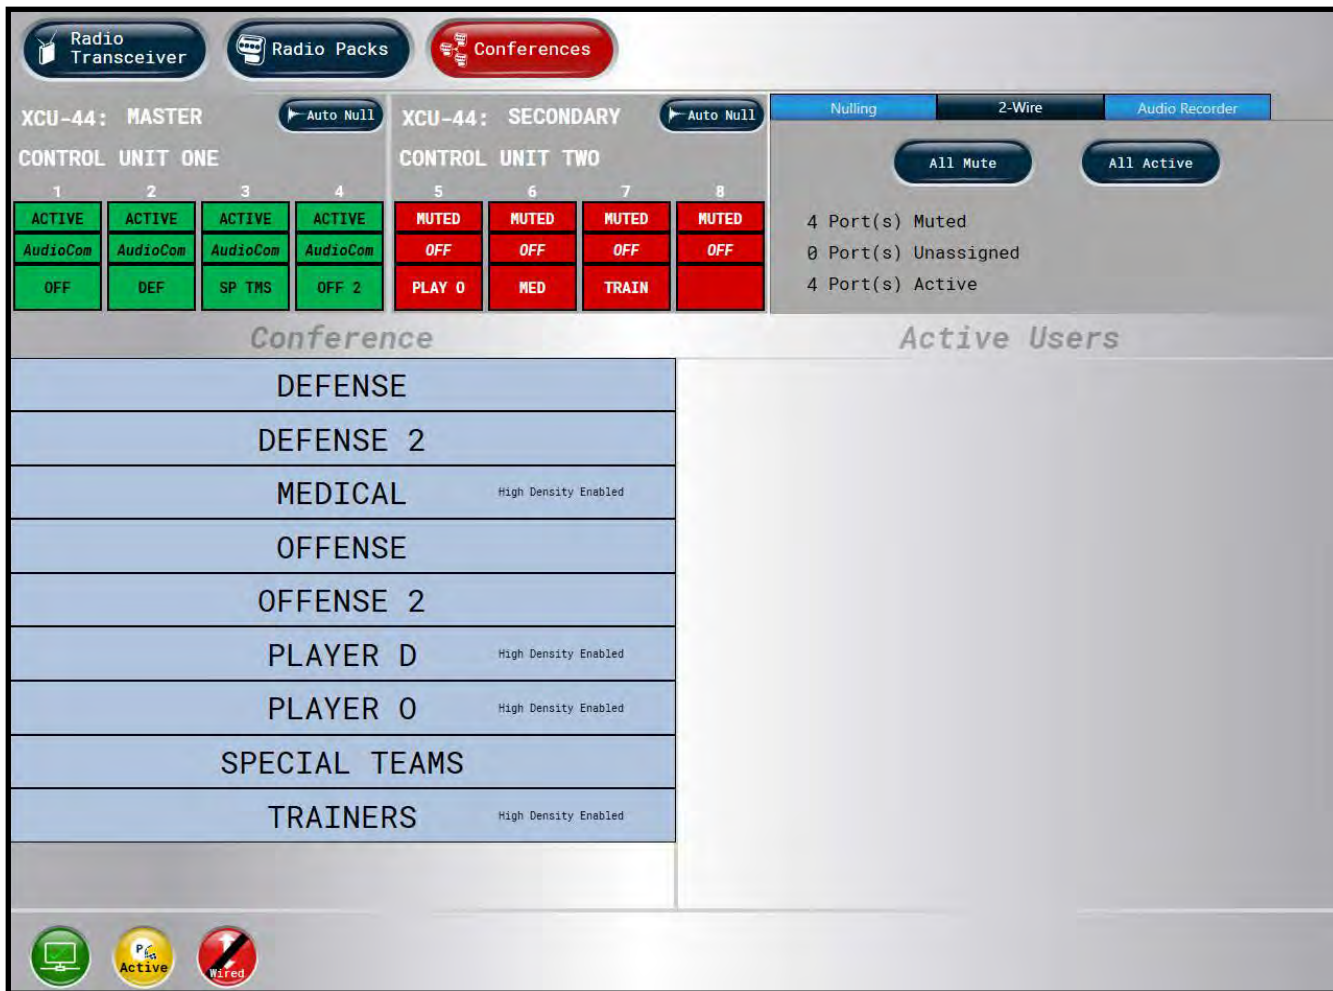 Radio
Transceiver
Radio Packs
Conferences
XCU-44: MASTER
Auto Null
CONTROL UNIT ONE
1 2 3 4
ACTIVE ACTIVE ACTIVE ACTIVE
AudioCom AudioCom AudioCom AudioCom
OFF DEF SP TMS OFF 2
XCU-44: SECONDARY
Auto Null
CONTROL UNIT TWO
5 6 7 8
MUTED MUTED MUTED MUTED
OFF OFF OFF OFF
PLAY O MED TRAIN
Nulling 2-Wire Audio Recorder
All Mute All Active
4 Port(s) Muted
0 Port(s) Unassigned
4 Port(s) Active
Conference
DEFENSE
DEFENSE 2
MEDICAL High Density Enabled
OFFENSE
OFFENSE 2
PLAYER D High Density Enabled
PLAYER O High Density Enabled
SPECIAL TEAMS
TRAINERS High Density Enabled
Active Users
P
Active
Wired